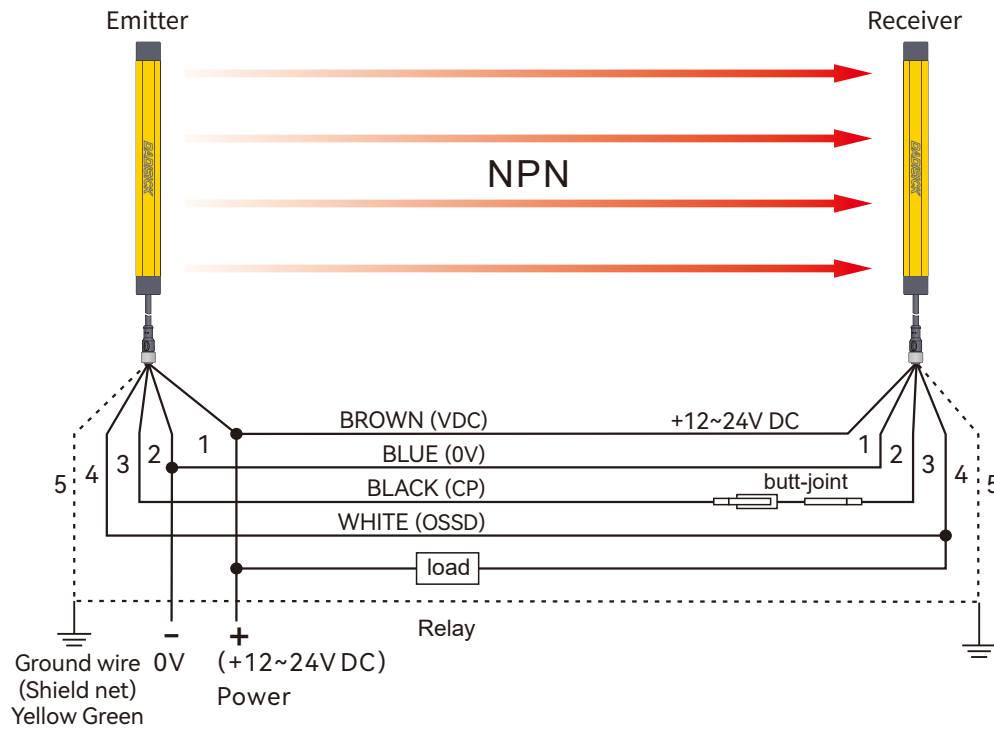 Emitter
Receiver
DADISICK
DADISICK
NPN
BROWN (VDC)
+12~24V DC
1
1
BLUE (0V)
2
2
3
3
BLACK (CP)
butt-joint
4
4
5
5
WHITE (OSSD)
load
Relay
- +
Ground wire
(Shield net)
Yellow Green
0V
(+12~24V DC)
Power